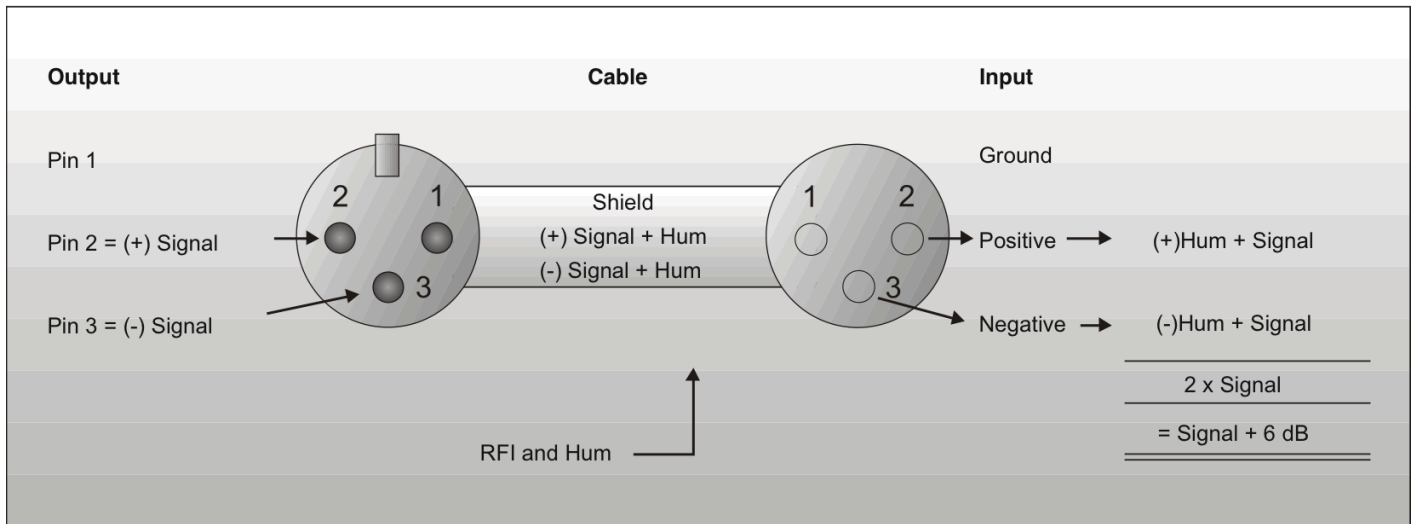 Output
Cable
Input
Pin 1
Ground
2
1
1
2
Shield
Pin 2 = (+) Signal
(+) Signal + Hum
Positive
(+)Hum + Signal
(-) Signal + Hum
3
3
Pin 3 = (-) Signal
Negative
(-)Hum + Signal
2 x Signal
= Signal + 6 dB
RFI and Hum